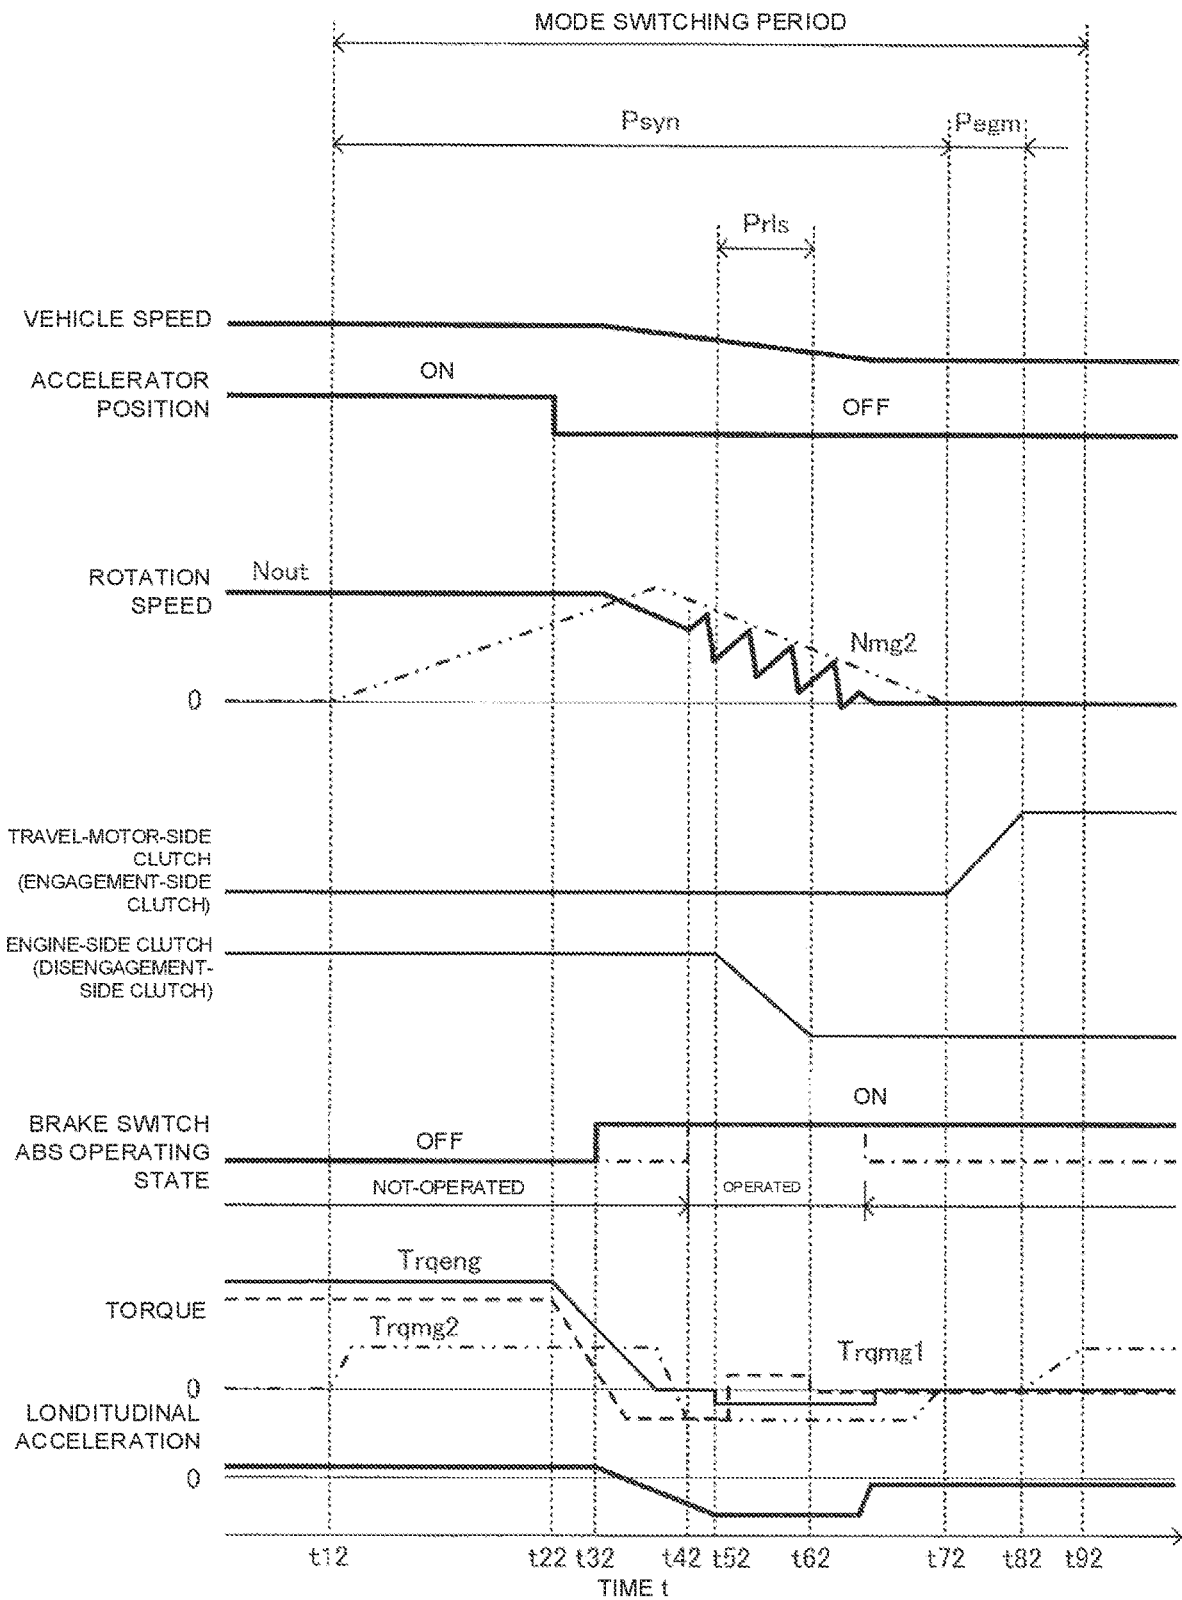 MODE SWITCHING PERIOD
Psyn
Pegm
Prls
VEHICLE SPEED
ACCELERATOR
POSITION
ON
OFF
ROTATION
SPEED
Nout
Nmg2
0
TRAVEL-MOTOR-SIDE
CLUTCH
(ENGAGEMENT-SIDE
CLUTCH)
ENGINE-SIDE CLUTCH
(DISENGAGEMENT-
SIDE CLUTCH)
BRAKE SWITCH
ABS OPERATING
STATE
OFF
ON
NOT-OPERATED
OPERATED
Trqeng
TORQUE
Trqmg2
Trqmg1
0
LONDITUDINAL
ACCELERATION
0
t12 t22 t32 t42 t52 t62 t72 t82 t92
TIME t